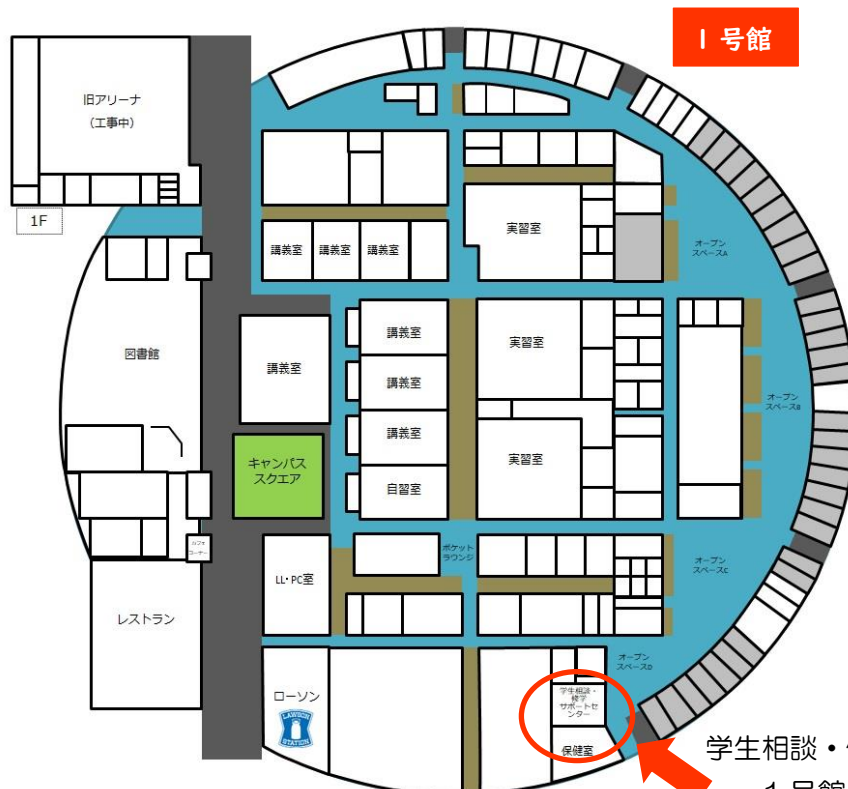 1 号館
旧アリーナ
（工事中）
1F
実習室
講義室
講義室
講義室
オープン
スペースA
講義室
実習室
図書館
講義室
講義室
オープン
スペースB
講義室
キャンパス
スクエア
実習室
自習室
カフェ
コーナー
ポケット
ラウンジ
オープン
スペースC
LL・PC室
レストラン
オープン
スペースD
学生相談・
修学
サポートセ
ンター
ローソン
LAWSON
STATION
保健室
学生相談・
1 号館